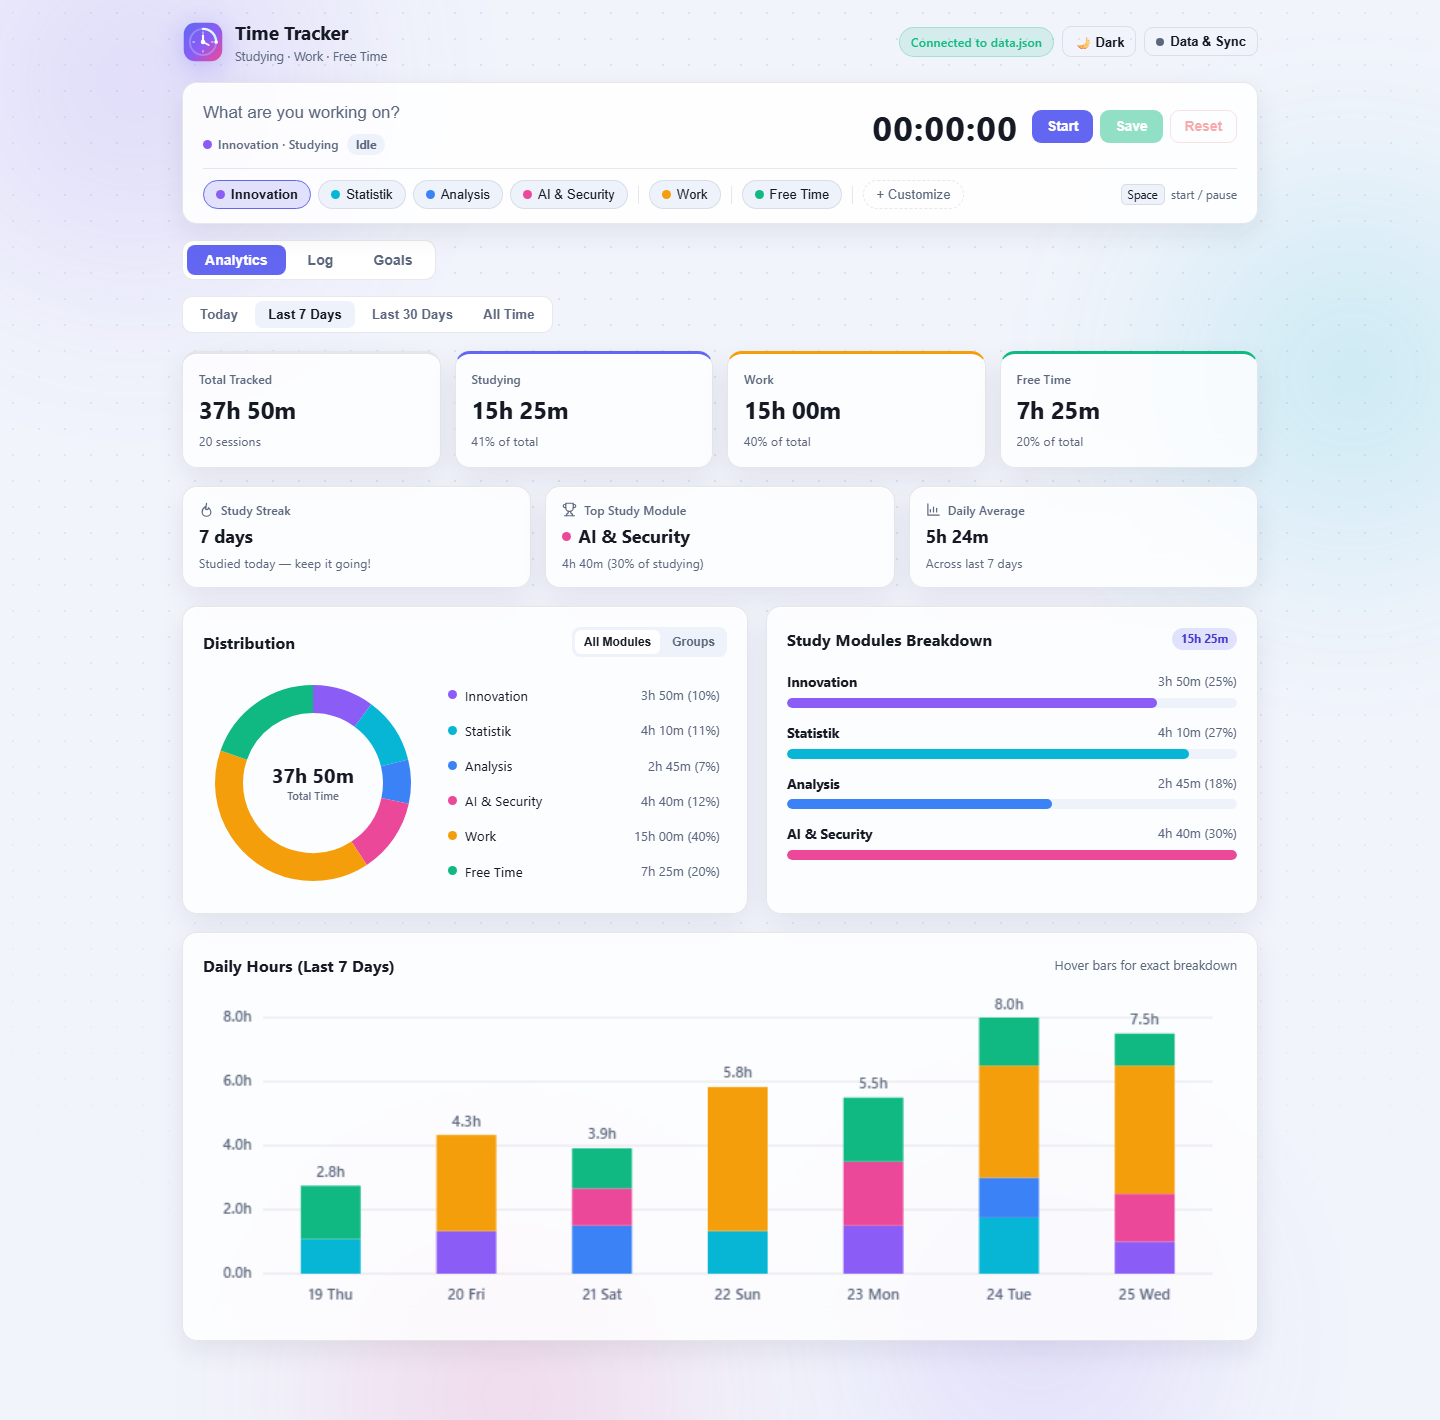 Time Tracker
Studying · Work · Free Time
Connected to data.json
🌙 Dark
Data & Sync
What are you working on?
Innovation · Studying
Idle
00:00:00
Start
Save
Reset
Innovation
Statistik
Analysis
AI & Security
Work
Free Time
+ Customize
Space start / pause
Analytics
Log
Goals
Today
Last 7 Days
Last 30 Days
All Time
Total Tracked
37h 50m
20 sessions
Studying
15h 25m
41% of total
Work
15h 00m
40% of total
Free Time
7h 25m
20% of total
Study Streak
7 days
Studied today — keep it going!
Top Study Module
AI & Security
4h 40m (30% of studying)
Daily Average
5h 24m
Across last 7 days
Distribution
All Modules
Groups
37h 50m
Total Time
Innovation 3h 50m (10%)
Statistik 4h 10m (11%)
Analysis 2h 45m (7%)
AI & Security 4h 40m (12%)
Work 15h 00m (40%)
Free Time 7h 25m (20%)
Study Modules Breakdown
15h 25m
Innovation 3h 50m (25%)
Statistik 4h 10m (27%)
Analysis 2h 45m (18%)
AI & Security 4h 40m (30%)
Daily Hours (Last 7 Days)
Hover bars for exact breakdown
8.0h
6.0h
4.0h
2.0h
0.0h
2.8h
4.3h
3.9h
5.8h
5.5h
8.0h
7.5h
19 Thu
20 Fri
21 Sat
22 Sun
23 Mon
24 Tue
25 Wed